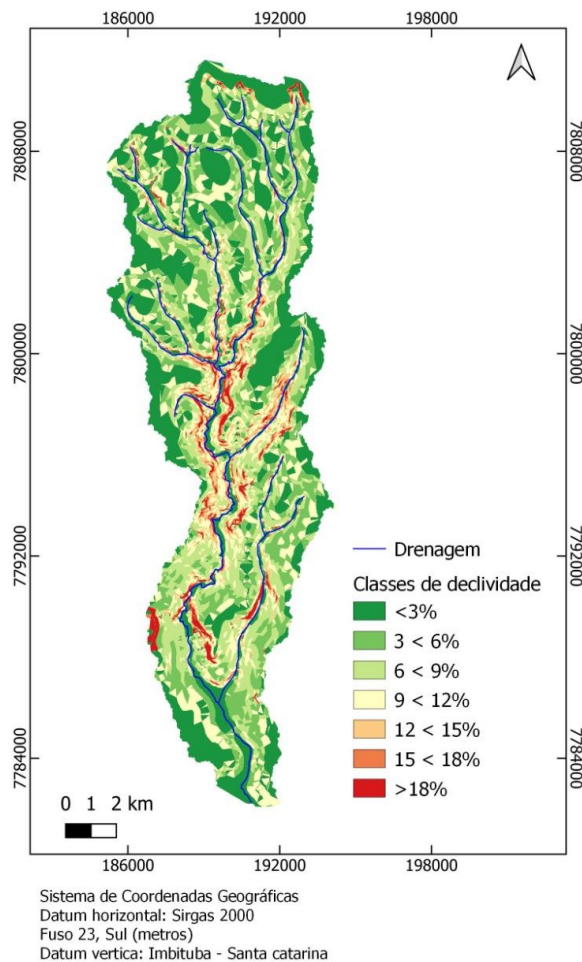 186000 192000 198000
7808000 7808000
7800000 7800000
7792000 7792000
7784000 7784000
Drenagem
Classes de declividade
<3%
3 < 6%
6 < 9%
9 < 12%
12 < 15%
15 < 18%
>18%
0 1 2 km
186000 192000 198000
Sistema de Coordenadas Geográficas
Datum horizontal: Sirgas 2000
Fuso 23, Sul (metros)
Datum vertica: Imbituba - Santa catarina